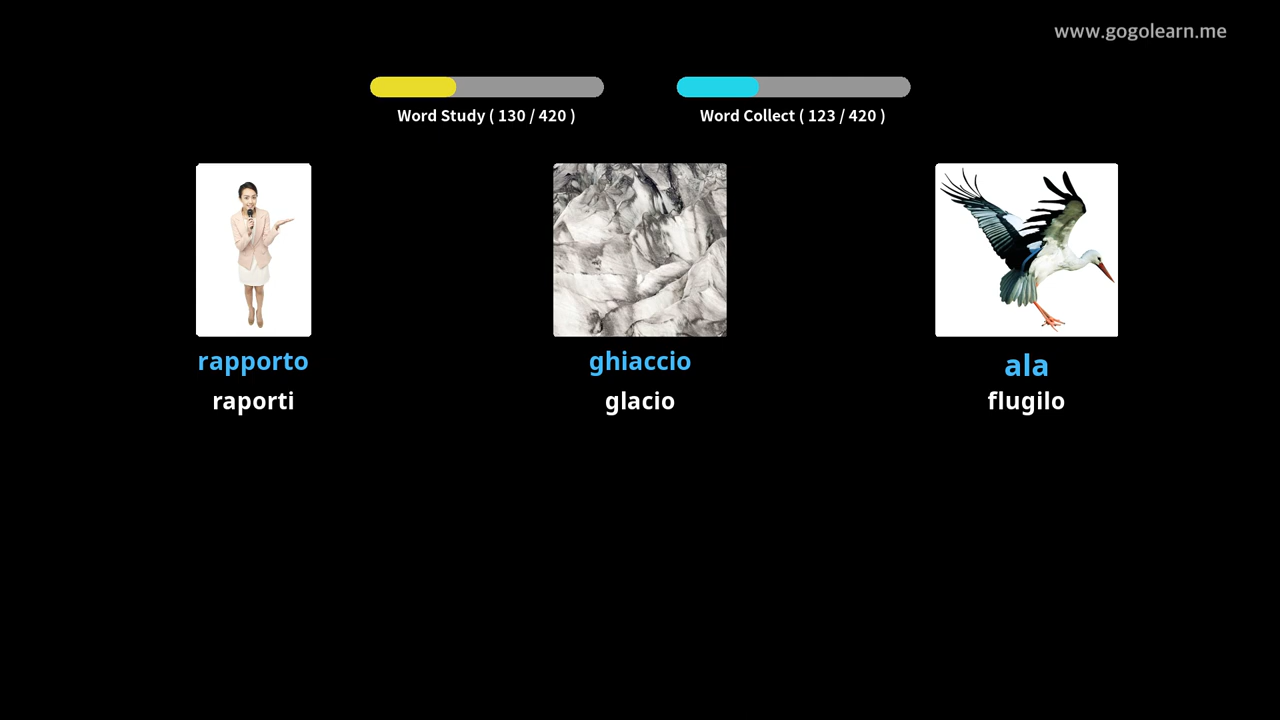 www.gogolearn.me
Word Study ( 130 / 420 )
Word Collect ( 123 / 420 )
rapporto
raporti
ghiaccio
glacio
ala
flugilo